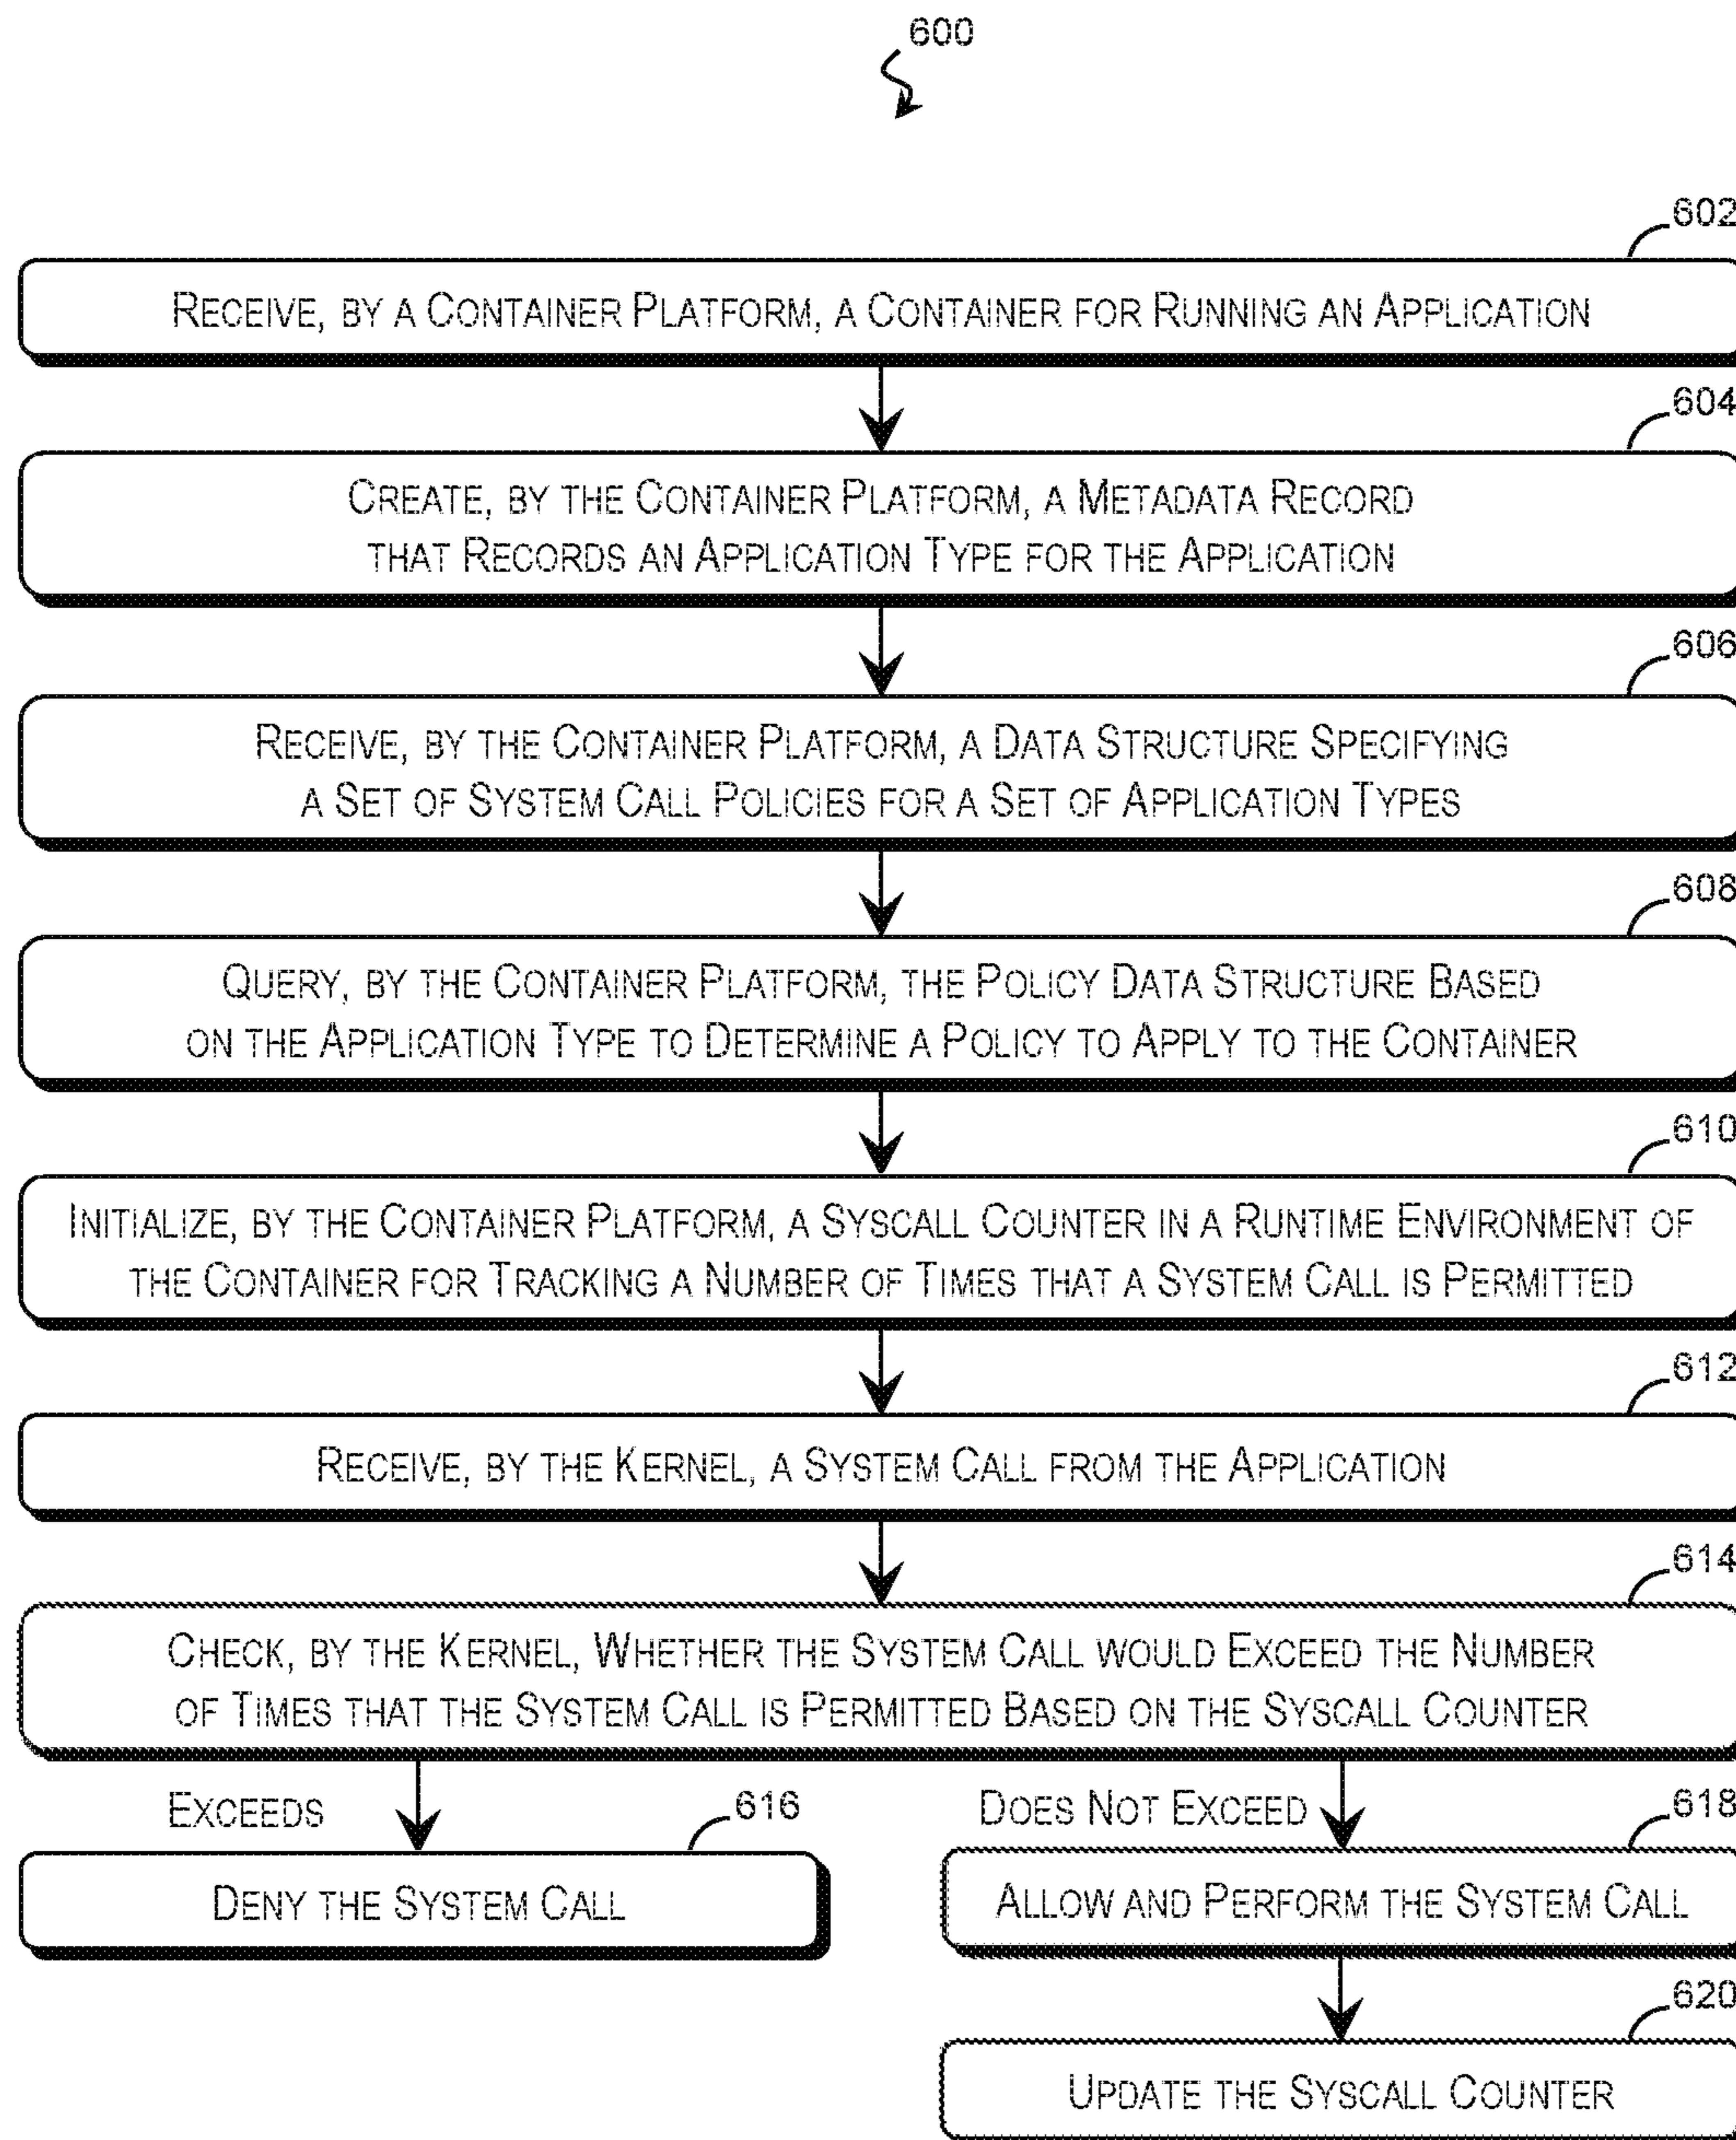 600
602
RECEIVE, BY A CONTAINER PLATFORM, A CONTAINER FOR RUNNING AN APPLICATION
604
CREATE, BY THE CONTAINER PLATFORM, A METADATA RECORD
THAT RECORDS AN APPLICATION TYPE FOR THE APPLICATION
606
RECEIVE, BY THE CONTAINER PLATFORM, A DATA STRUCTURE SPECIFYING
A SET OF SYSTEM CALL POLICIES FOR A SET OF APPLICATION TYPES
608
QUERY, BY THE CONTAINER PLATFORM, THE POLICY DATA STRUCTURE BASED
ON THE APPLICATION TYPE TO DETERMINE A POLICY TO APPLY TO THE CONTAINER
610
INITIALIZE, BY THE CONTAINER PLATFORM, A SYSCALL COUNTER IN A RUNTIME ENVIRONMENT OF
THE CONTAINER FOR TRACKING A NUMBER OF TIMES THAT A SYSTEM CALL IS PERMITTED
612
RECEIVE, BY THE KERNEL, A SYSTEM CALL FROM THE APPLICATION
614
CHECK, BY THE KERNEL, WHETHER THE SYSTEM CALL WOULD EXCEED THE NUMBER
OF TIMES THAT THE SYSTEM CALL IS PERMITTED BASED ON THE SYSCALL COUNTER
EXCEEDS
616
DENY THE SYSTEM CALL
DOES NOT EXCEED
618
ALLOW AND PERFORM THE SYSTEM CALL
620
UPDATE THE SYSCALL COUNTER